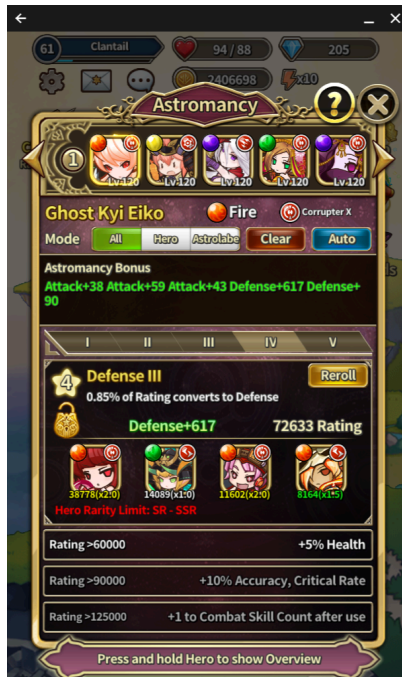 61 Clantail 94/88 205
2406698 x10
Astromancy ?
1 Lv.120 Lv.120 Lv.120 Lv.120 Lv.120
Ghost Kyi Eiko Fire Corrupter X
Mode All Hero Astrolabe Clear Auto
Astromancy Bonus
Attack+38 Attack+59 Attack+43 Defense+617 Defense+
90
I II III IV V
4 Defense III Reroll
0.85% of Rating converts to Defense
Defense+617 72633 Rating
38778(x2.0) 14089(x1.0) 11602(x2.0) 8164(x1.5)
Hero Rarity Limit: SR - SSR
Rating >60000 +5% Health
Rating >90000 +10% Accuracy, Critical Rate
Rating >125000 +1 to Combat Skill Count after use
Press and hold Hero to show Overview